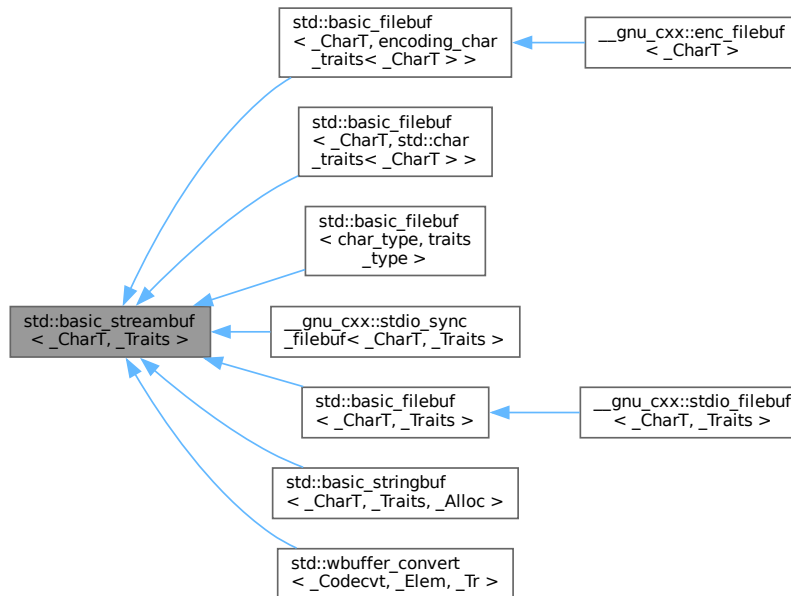 std::basic_filebuf
< _CharT, encoding_char
_traits< _CharT > >
__gnu_cxx::enc_filebuf
< _CharT >
std::basic_filebuf
< _CharT, std::char
_traits< _CharT > >
std::basic_filebuf
< char_type, traits
_type >
std::basic_streambuf
< _CharT, _Traits >
__gnu_cxx::stdio_sync
_filebuf< _CharT, _Traits >
std::basic_filebuf
< _CharT, _Traits >
__gnu_cxx::stdio_filebuf
< _CharT, _Traits >
std::basic_stringbuf
< _CharT, _Traits, _Alloc >
std::wbuffer_convert
< _Codecvt, _Elem, _Tr >